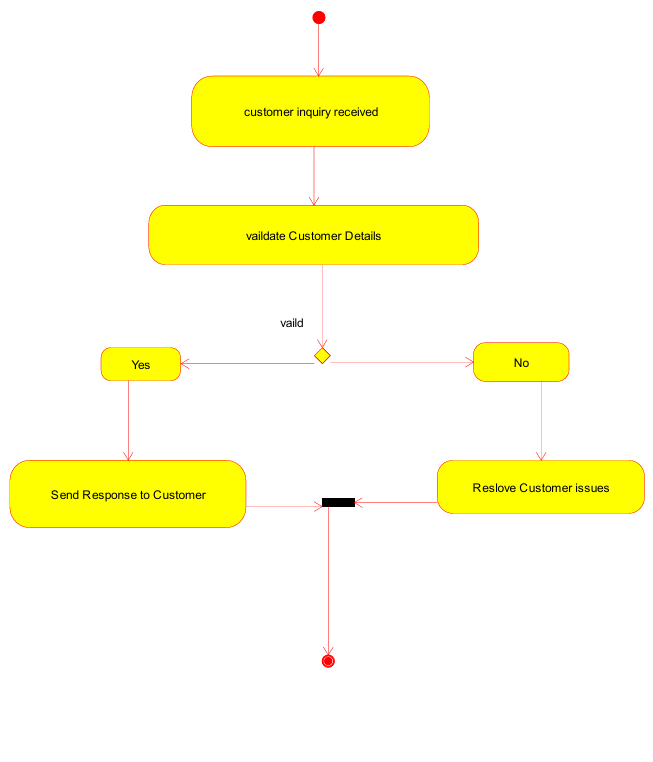 customer inquiry received
vaildate Customer Details
vaild
Yes
No
Send Response to Customer
Reslove Customer issues